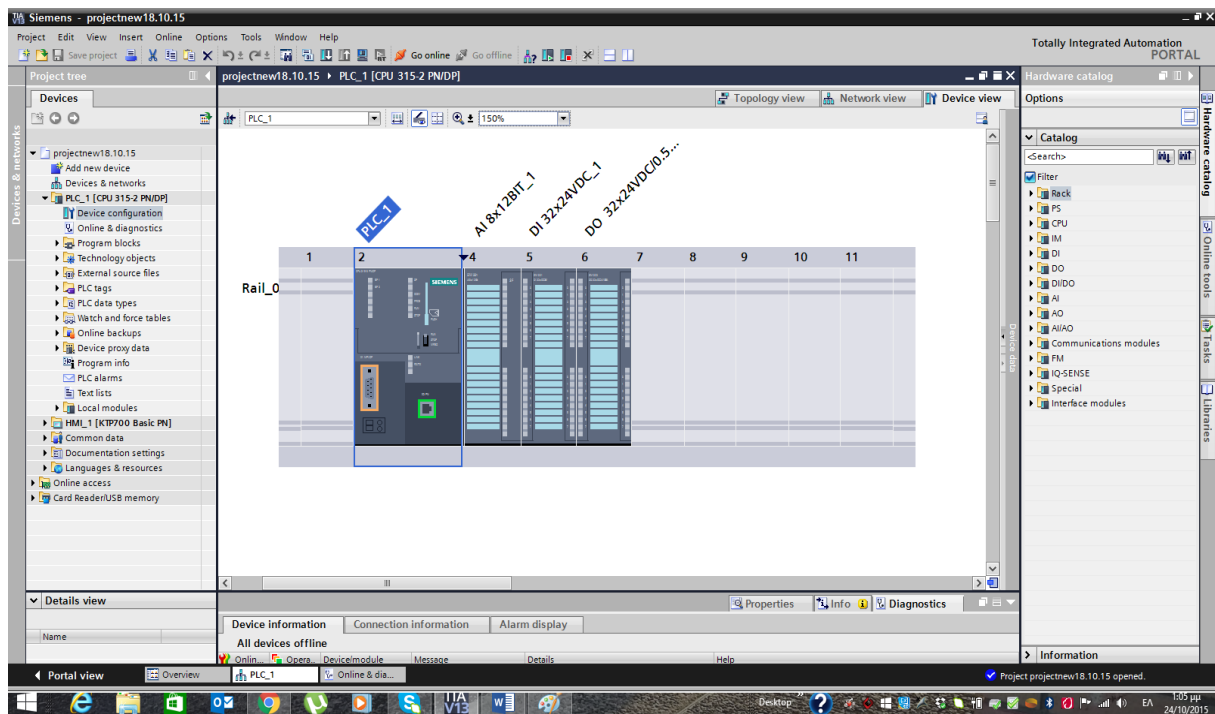 TIA V13 Siemens - projectnew18.10.15
Project Edit View Insert Online Options Tools Window Help
Totally Integrated Automation
PORTAL
Save project Go online Go offline
Project tree
projectnew18.10.15 PLC_1 [CPU 315-2 PN/DP]
Hardware catalog
Devices
Topology view Network view Device view
Options
PLC_1 150%
Devices & networks
projectnew18.10.15
Add new device
Devices & networks
PLC_1 [CPU 315-2 PN/DP]
Device configuration
Online & diagnostics
Program blocks
Technology objects
External source files
PLC tags
PLC data types
Watch and force tables
Online backups
Device proxy data
Program info
PLC alarms
Text lists
Local modules
HMI_1 [KTP700 Basic PN]
Common data
Documentation settings
Languages & resources
Online access
Card Reader/USB memory
PLC_1
AI 8x12BIT_1
DI 32x24VDC_1
DO 32x24VDC/0.5...
1 2 4 5 6 7 8 9 10 11
Rail_0
SIEMENS
Device data
Catalog
<Search>
Filter
Rack
PS
CPU
IM
DI
DO
DI/DO
AI
AO
AI/AO
Communications modules
FM
IQ-SENSE
Special
Interface modules
Hardware catalog
Online tools
Tasks
Libraries
Details view
Name
Properties Info Diagnostics
Device information Connection information Alarm display
All devices offline
Onlin... Opera... Device/module Message Details Help
Information
Portal view Overview PLC_1 Online & dia...
Project projectnew18.10.15 opened.
TIA V13
Desktop
ΕΛ
1:05 μμ
24/10/2015